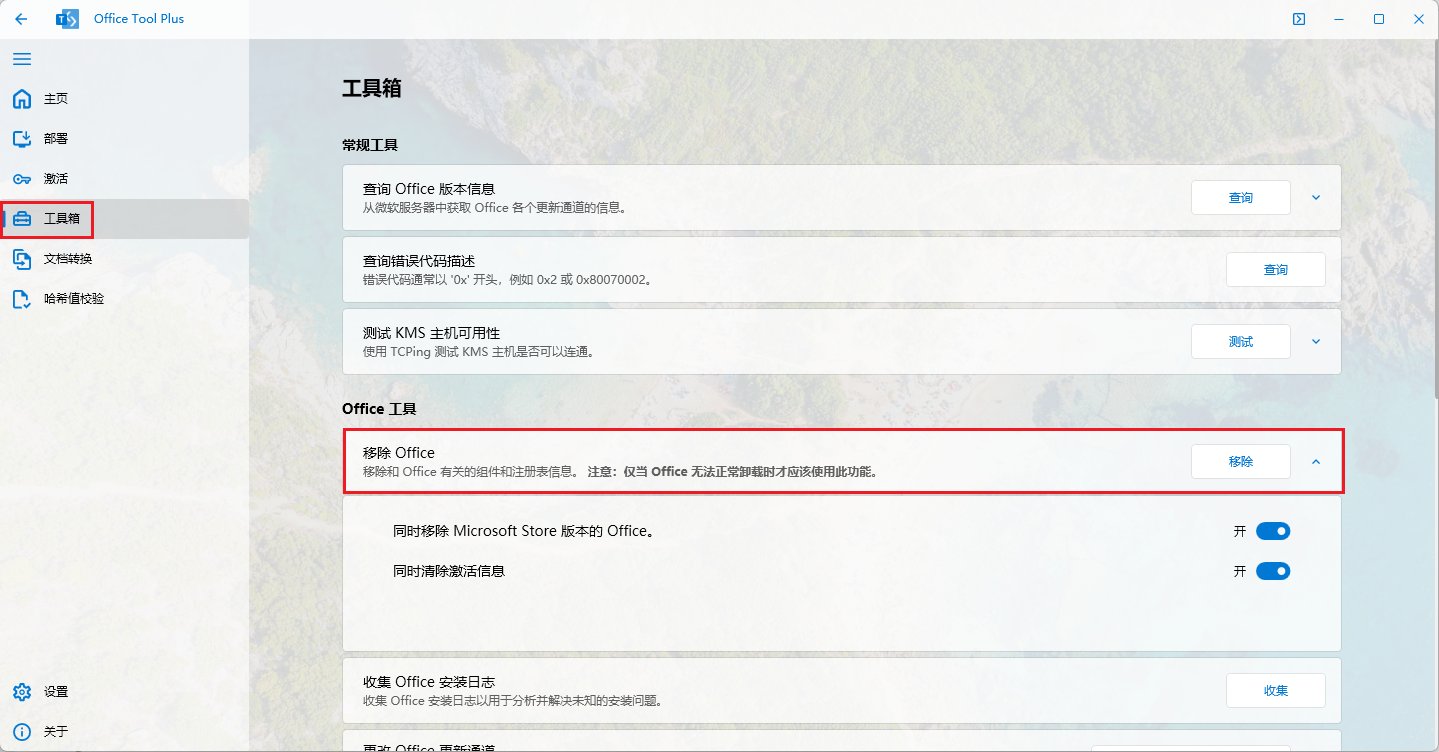 Office Tool Plus
主页
部署
激活
工具箱
文档转换
哈希值校验
设置
关于
工具箱
常规工具
查询 Office 版本信息
从微软服务器中获取 Office 各个更新通道的信息。
查询
查询错误代码描述
错误代码通常以 '0x' 开头，例如 0x2 或 0x80070002。
查询
测试 KMS 主机可用性
使用 TCPing 测试 KMS 主机是否可以连通。
测试
Office 工具
移除 Office
移除和 Office 有关的组件和注册表信息。 注意：仅当 Office 无法正常卸载时才应该使用此功能。
移除
同时移除 Microsoft Store 版本的 Office。
开
同时清除激活信息
开
收集 Office 安装日志
收集 Office 安装日志以用于分析并解决未知的安装问题。
收集
更改 Office 更新通道